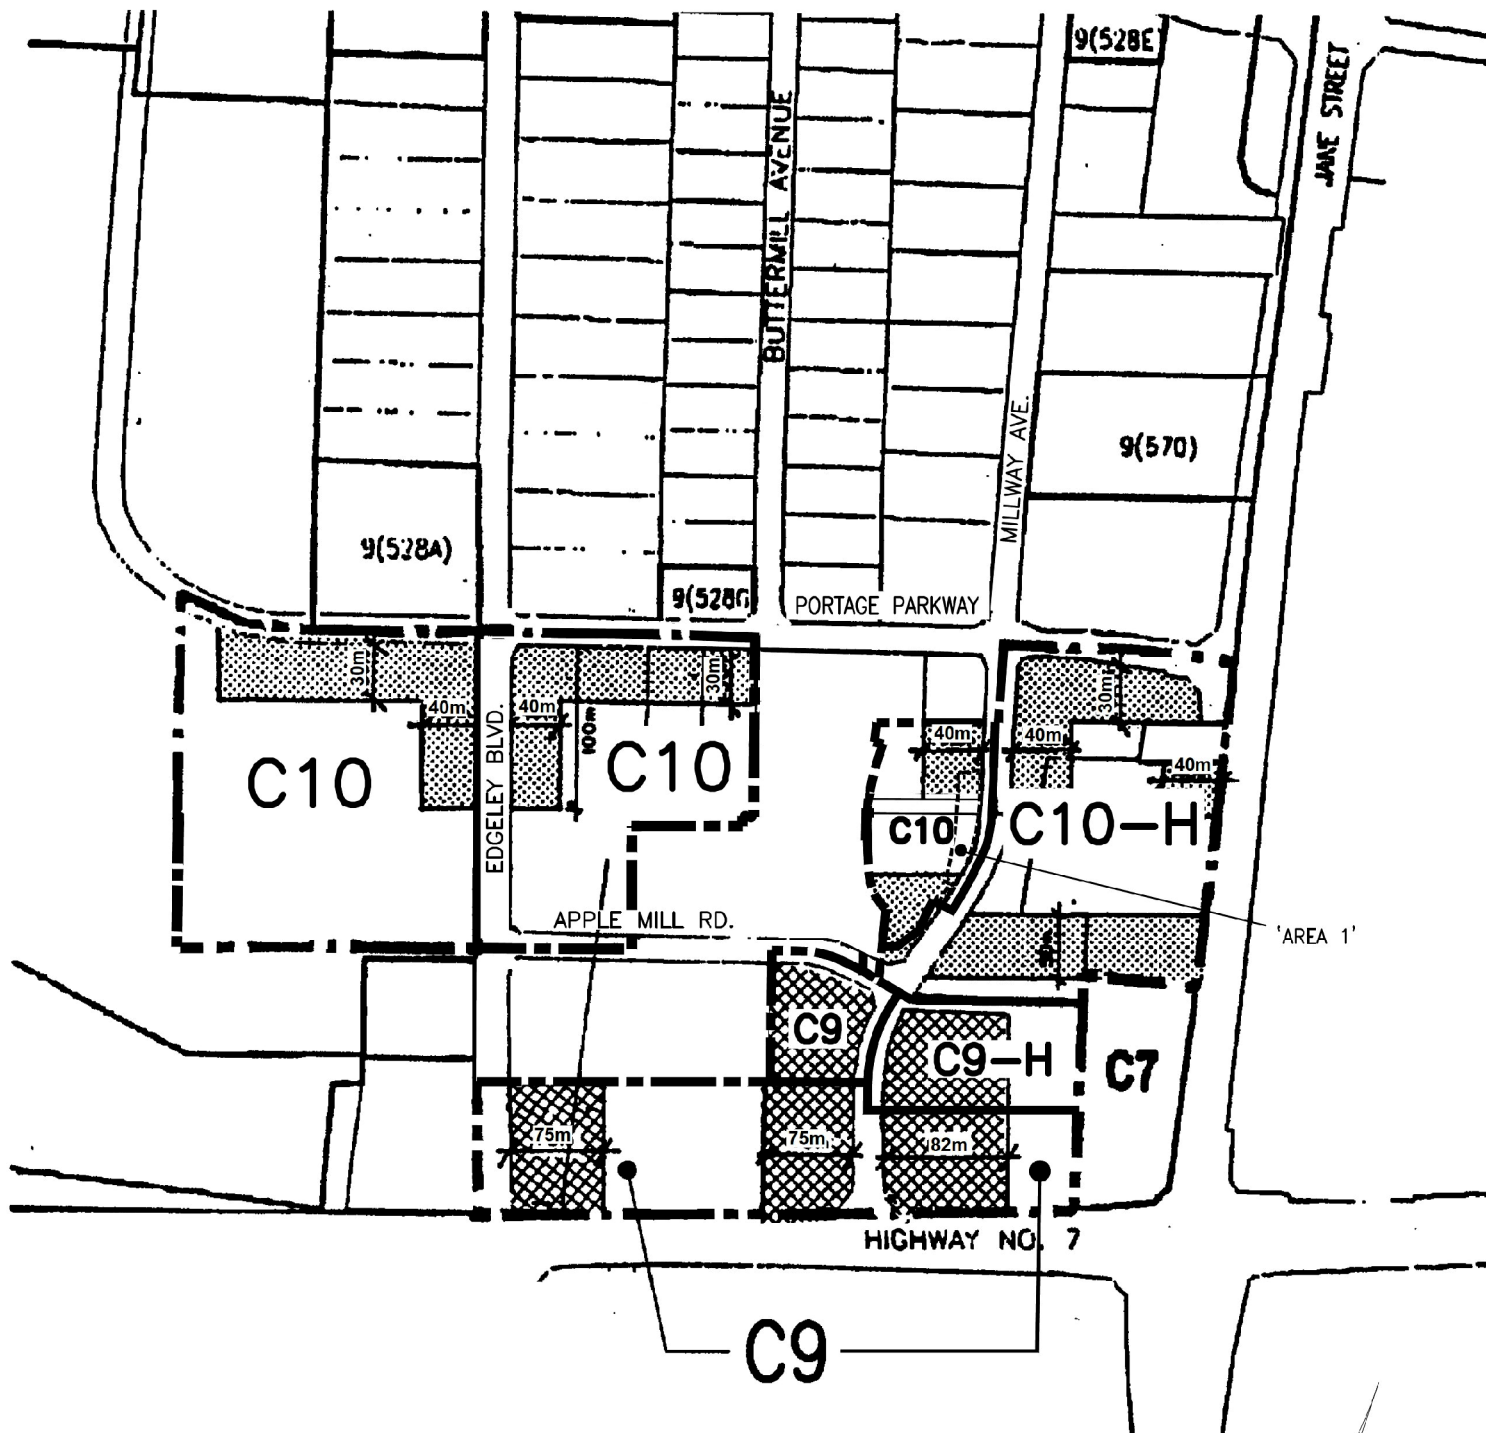 9(528E)
JANE STREET
BUTTERMILL AVENUE
MILLWAY AVE.
9(570)
9(528A)
9(528G
PORTAGE PARKWAY
30m
30m
30m
40m
40m
100m
40m
40m
40m
C10
C10
C10
C10-H
EDGELEY BLVD.
APPLE MILL RD.
'AREA 1'
C9
C9-H
C7
75m
75m
82m
HIGHWAY NO. 7
C9